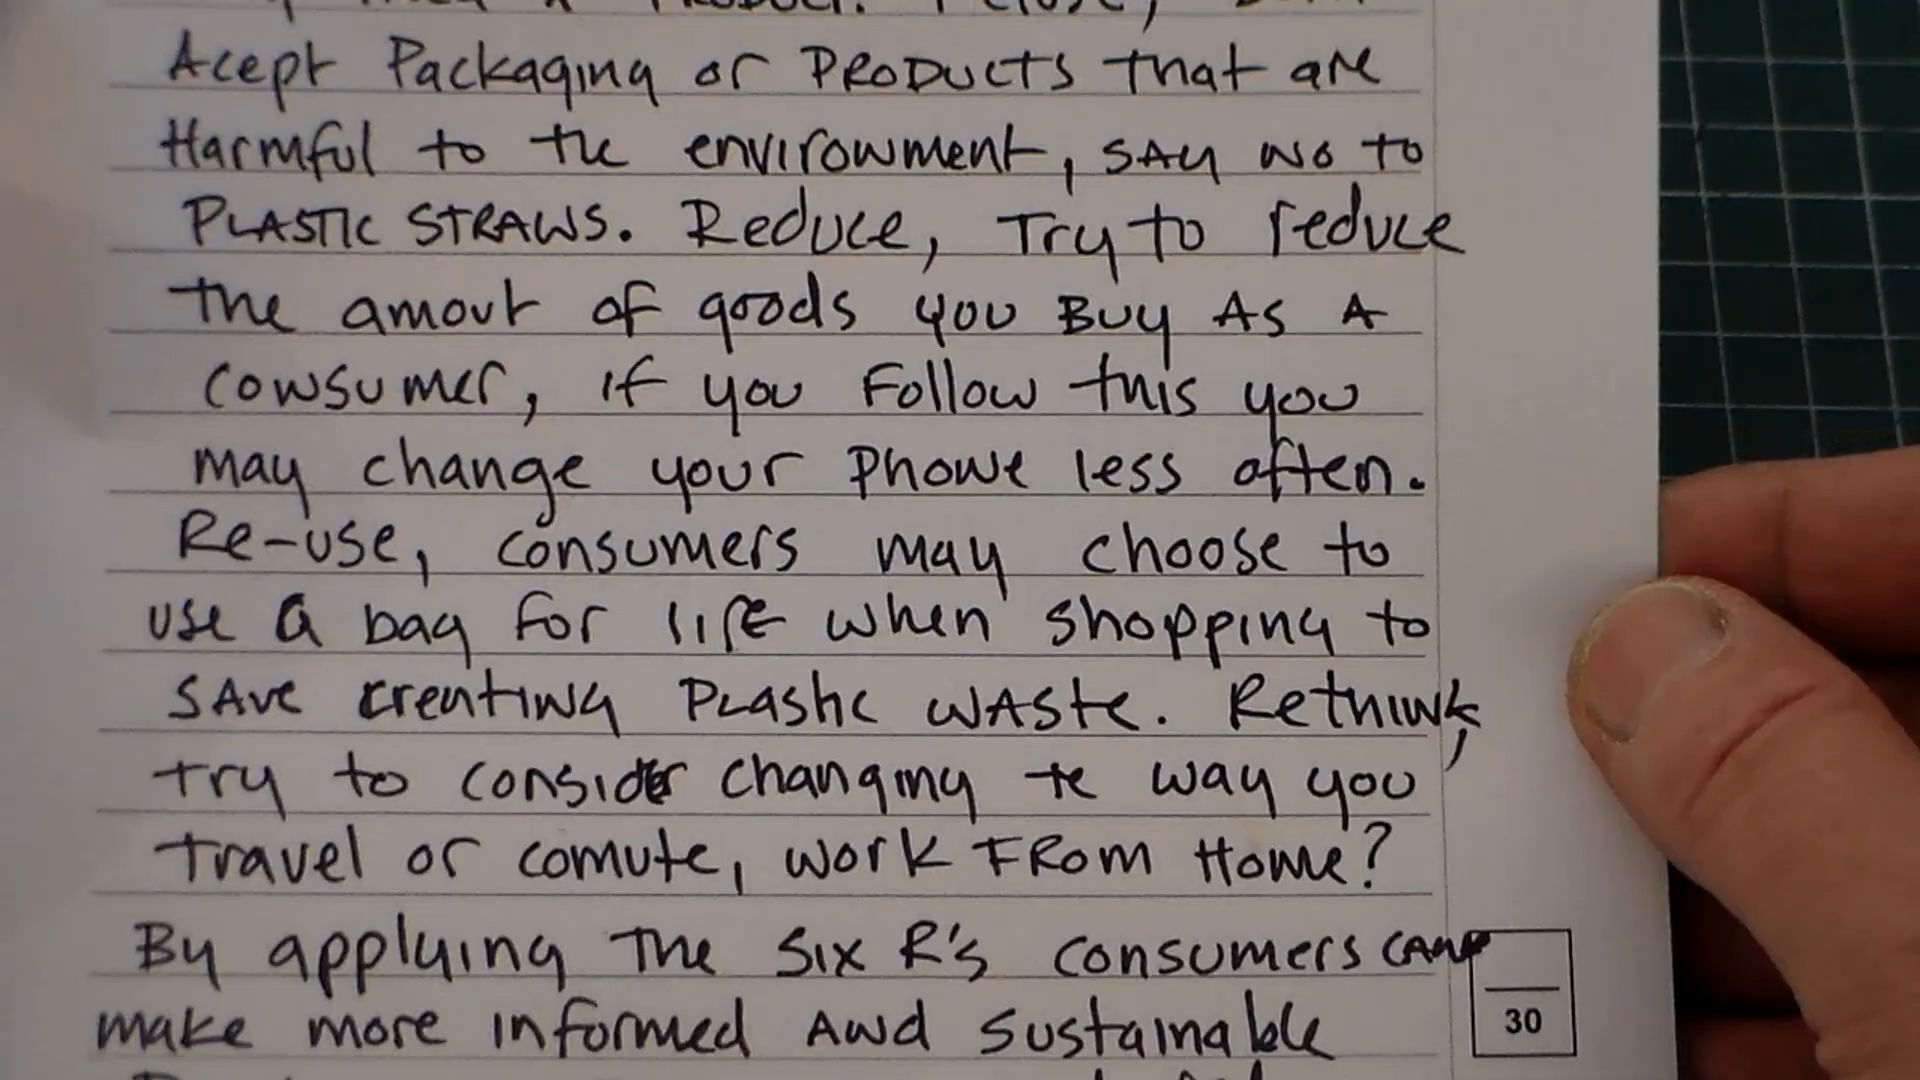 Acept Packaging or PRODUCTS that are
Harmful to the envirowment, SAY NO to
PLASTIC STRAWS. Reduce, Try to reduce
the amout of goods you Buy AS A
cowsumer, if you Follow this you
may change your Phowe less often.
Re-use, consumers may choose to
use a bag for life when shopping to
SAve creating Plastic WASte. Rethink,
try to consider changing te way you
travel or comute, work FROM Home?
By applying the Six R's consumers can
make more informed And Sustainable
30